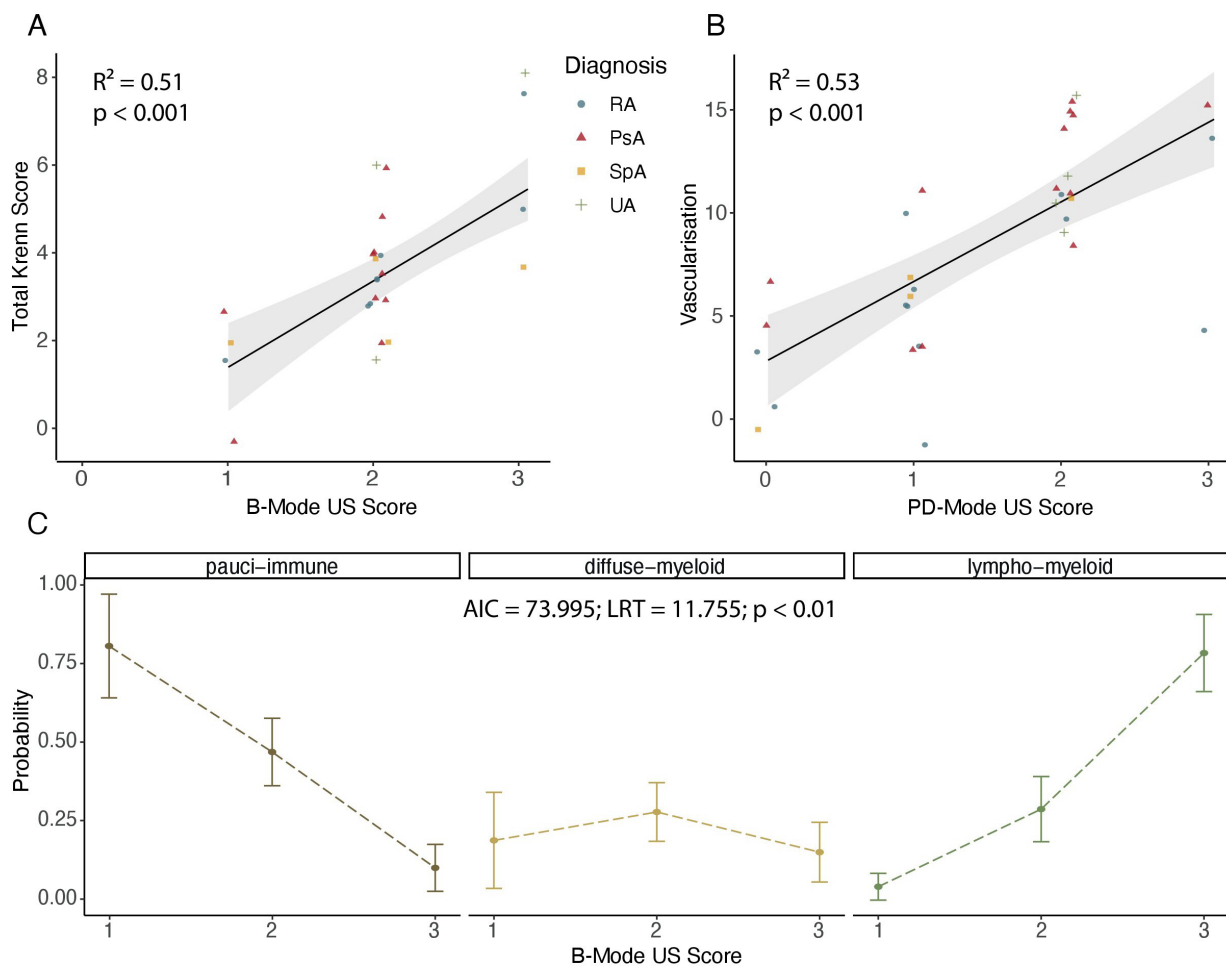 A
R² = 0.51
p < 0.001
Total Krenn Score
8
6
4
2
0
0 1 2 3
B-Mode US Score
Diagnosis
RA
PsA
SpA
UA
B
R² = 0.53
p < 0.001
Vascularisation
15
10
5
0
0 1 2 3
PD-Mode US Score
C
pauci-immune diffuse-myeloid lympho-myeloid
AIC = 73.995; LRT = 11.755; p < 0.01
Probability
1.00
0.75
0.50
0.25
0.00
1 2 3 1 2 3 1 2 3
B-Mode US Score